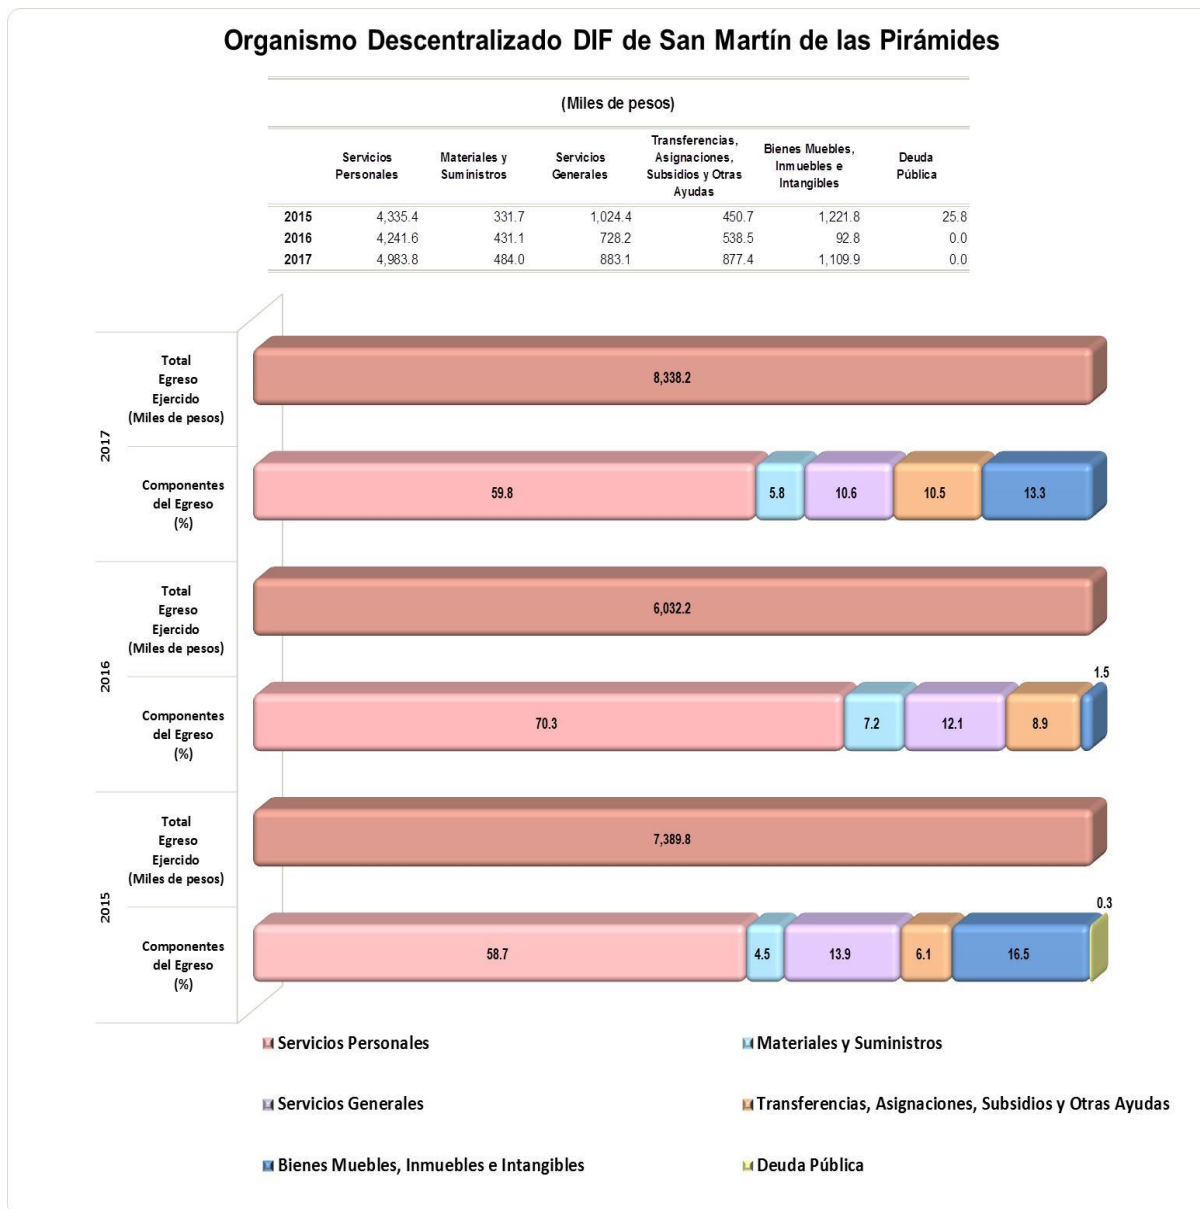 Organismo Descentralizado DIF de San Martín de las Pirámides
(Miles de pesos)
Servicios Personales Materiales y Suministros Servicios Generales Transferencias, Asignaciones, Subsidios y Otras Ayudas Bienes Muebles, Inmuebles e Intangibles Deuda Pública
2015 4,335.4 331.7 1,024.4 450.7 1,221.8 25.8
2016 4,241.6 431.1 728.2 538.5 92.8 0.0
2017 4,983.8 484.0 883.1 877.4 1,109.9 0.0
2017
Total
Egreso
Ejercido
(Miles de pesos)
8,338.2
Componentes
del Egreso
(%)
59.8 5.8 10.6 10.5 13.3
2016
Total
Egreso
Ejercido
(Miles de pesos)
6,032.2
Componentes
del Egreso
(%)
70.3 7.2 12.1 8.9 1.5
2015
Total
Egreso
Ejercido
(Miles de pesos)
7,389.8
Componentes
del Egreso
(%)
58.7 4.5 13.9 6.1 16.5 0.3
Servicios Personales Materiales y Suministros
Servicios Generales Transferencias, Asignaciones, Subsidios y Otras Ayudas
Bienes Muebles, Inmuebles e Intangibles Deuda Pública